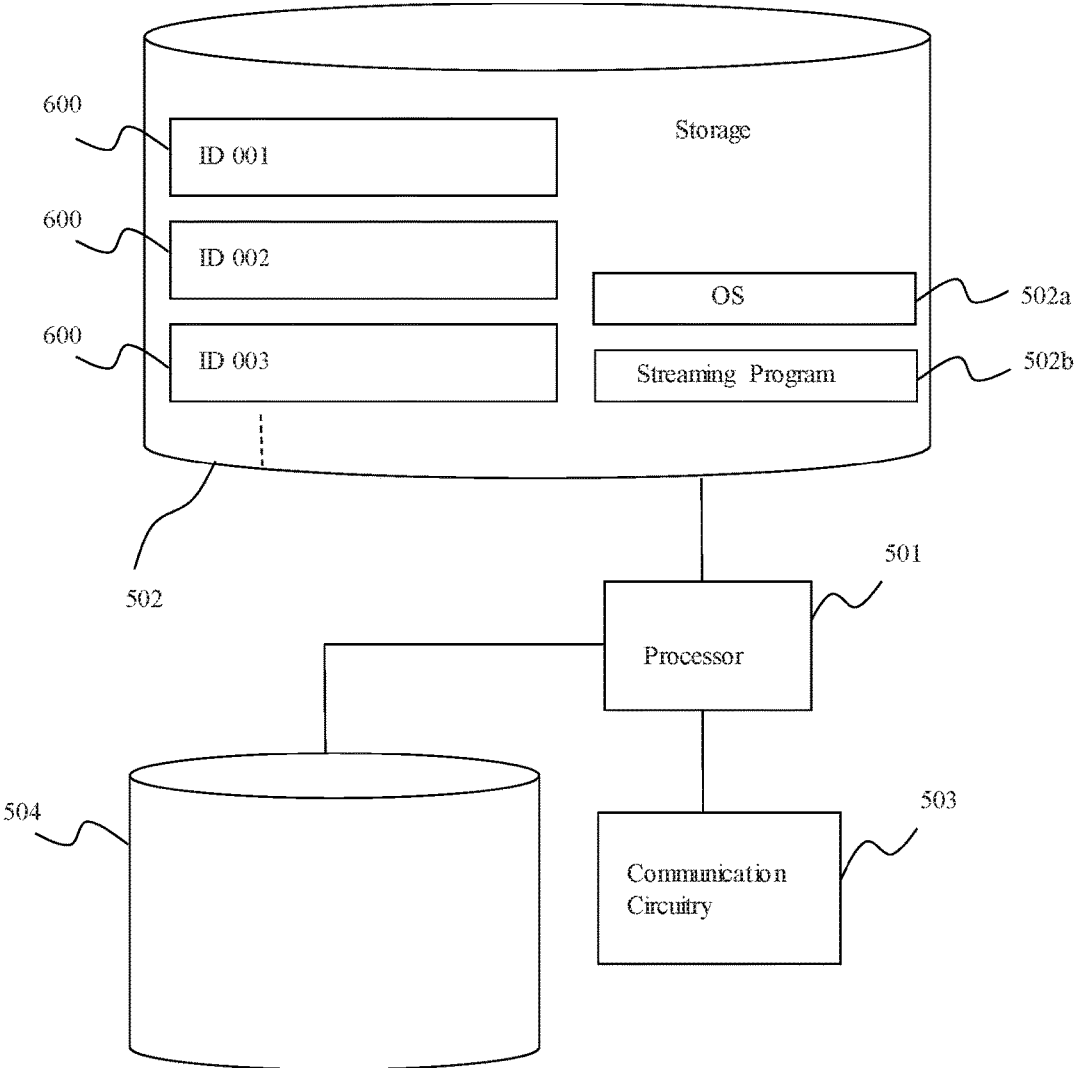 600
ID 001
Storage
600
ID 002
OS
502a
600
ID 003
Streaming Program
502b
502
501
Processor
504
503
Communication
Circuitry